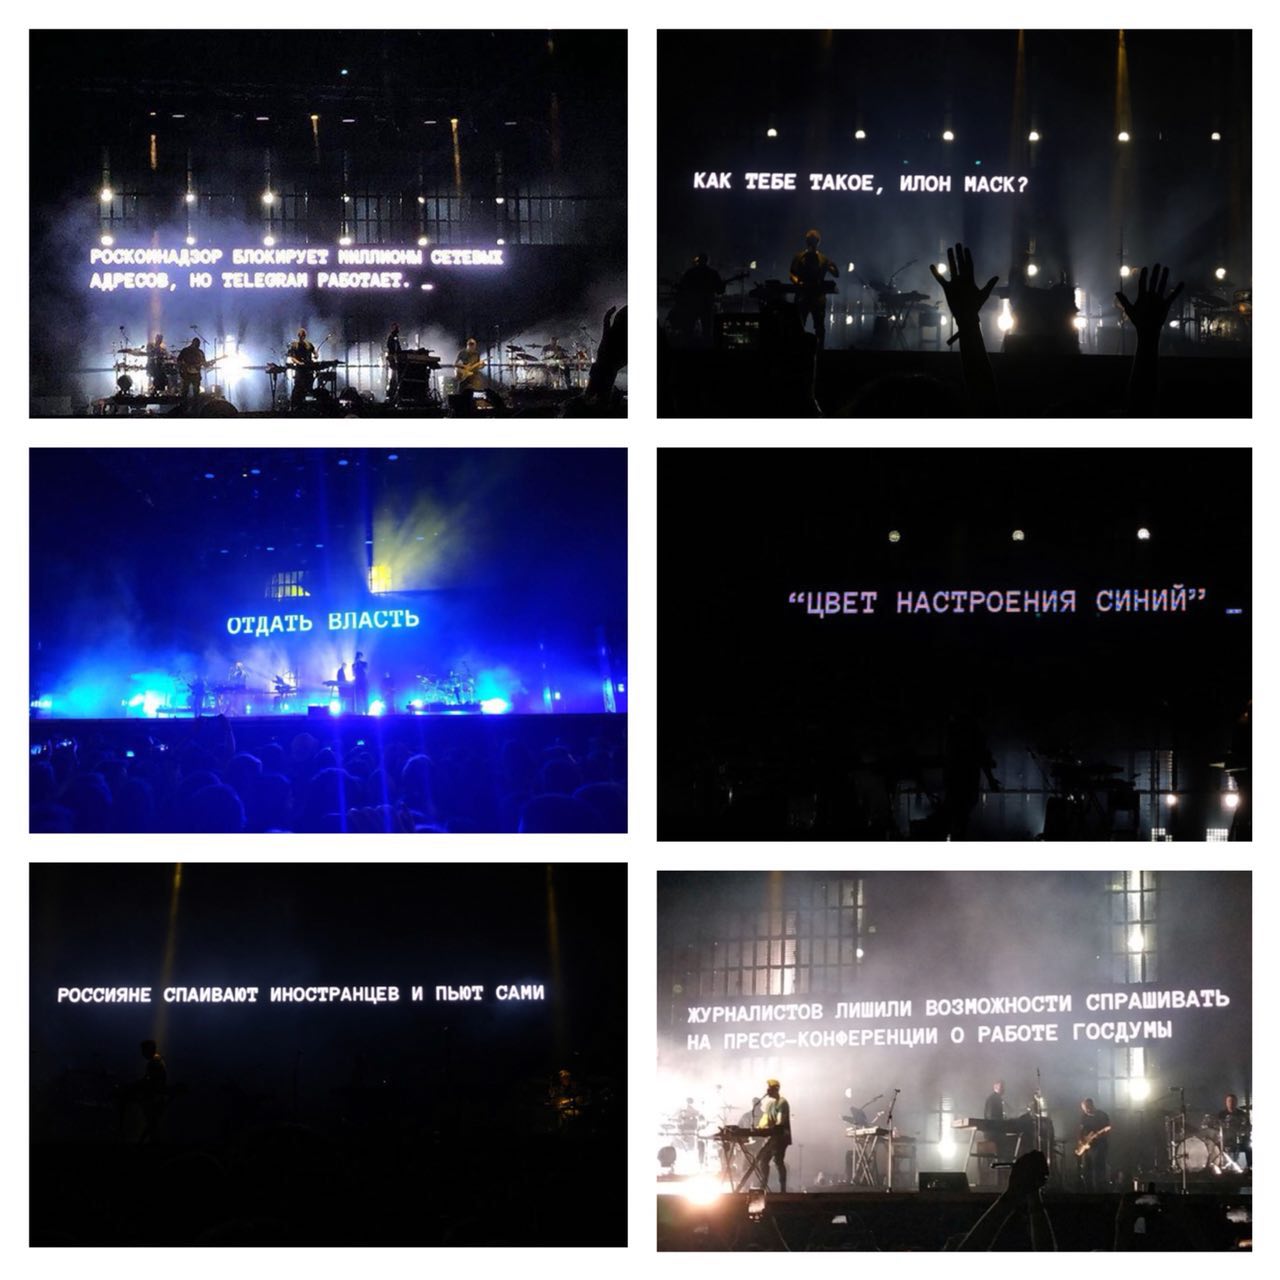 РОСКОМНАДЗОР БЛОКИРУЕТ МИЛЛИОНЫ СЕТЕВЫХ
АДРЕСОВ, НО TELEGRAM РАБОТАЕТ. _
КАК ТЕБЕ ТАКОЕ, ИЛОН МАСК?
ОТДАТЬ ВЛАСТЬ
“ЦВЕТ НАСТРОЕНИЯ СИНИЙ” _
РОССИЯНЕ СПАИВАЮТ ИНОСТРАНЦЕВ И ПЬЮТ САМИ
ЖУРНАЛИСТОВ ЛИШИЛИ ВОЗМОЖНОСТИ СПРАШИВАТЬ
НА ПРЕСС-КОНФЕРЕНЦИИ О РАБОТЕ ГОСДУМЫ